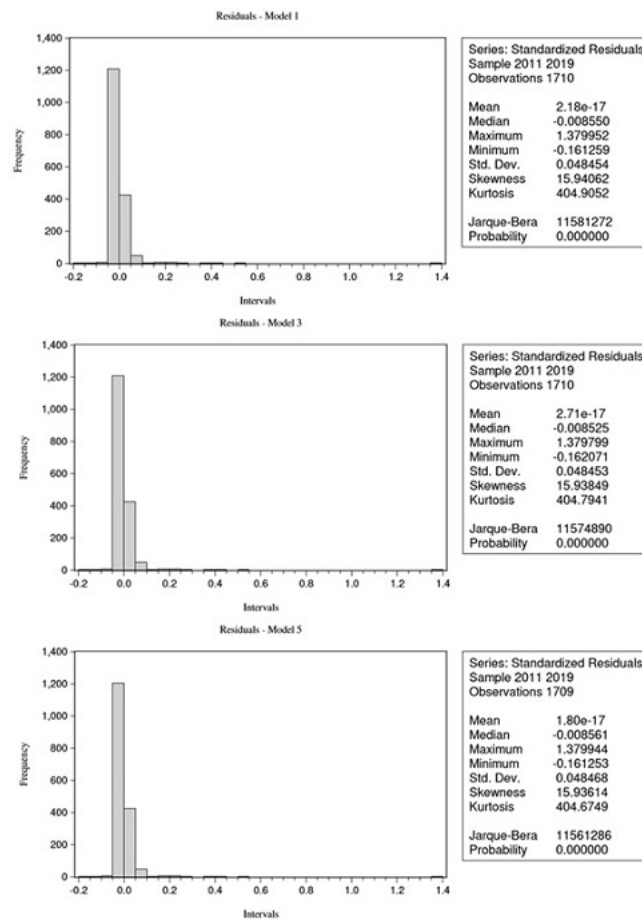 Residuals - Model 1
1,400
1,200
1,000
800
600
400
200
0
Frequency
-0.2 0.0 0.2 0.4 0.6 0.8 1.0 1.2 1.4
Intervals
Series: Standardized Residuals
Sample 2011 2019
Observations 1710
Mean 2.18e-17
Median -0.008550
Maximum 1.379952
Minimum -0.161259
Std. Dev. 0.048454
Skewness 15.94062
Kurtosis 404.9052
Jarque-Bera 11581272
Probability 0.000000
Residuals - Model 3
1,400
1,200
1,000
800
600
400
200
0
Frequency
-0.2 0.0 0.2 0.4 0.6 0.8 1.0 1.2 1.4
Intervals
Series: Standardized Residuals
Sample 2011 2019
Observations 1710
Mean 2.71e-17
Median -0.008525
Maximum 1.379799
Minimum -0.162071
Std. Dev. 0.048453
Skewness 15.93849
Kurtosis 404.7941
Jarque-Bera 11574890
Probability 0.000000
Residuals - Model 5
1,400
1,200
1,000
800
600
400
200
0
Frequency
-0.2 0.0 0.2 0.4 0.6 0.8 1.0 1.2 1.4
Intervals
Series: Standardized Residuals
Sample 2011 2019
Observations 1709
Mean 1.80e-17
Median -0.008561
Maximum 1.379944
Minimum -0.161253
Std. Dev. 0.048468
Skewness 15.93614
Kurtosis 404.6749
Jarque-Bera 11561286
Probability 0.000000